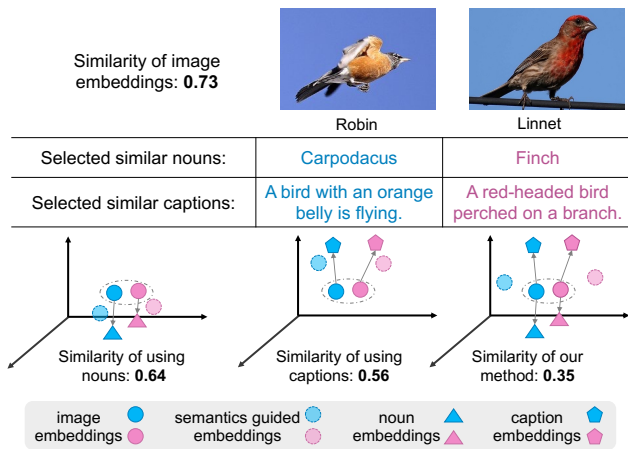 Similarity of image
embeddings: 0.73
Robin
Linnet
Selected similar nouns:
Carpodacus
Finch
Selected similar captions:
A bird with an orange
belly is flying.
A red-headed bird
perched on a branch.
Similarity of using
nouns: 0.64
Similarity of using
captions: 0.56
Similarity of our
method: 0.35
image
embeddings
semantics guided
embeddings
noun
embeddings
caption
embeddings